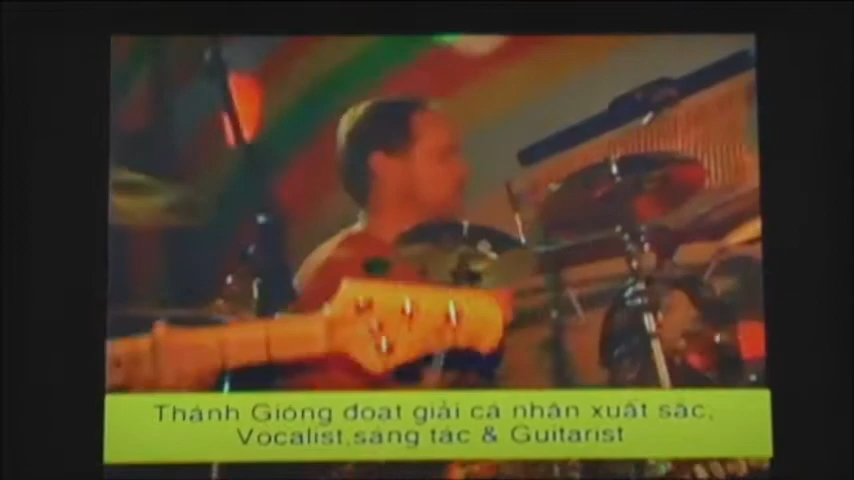 Thánh Gióng đoạt giải cá nhân xuất sắc,
Vocalist,sáng tác & Guitarist